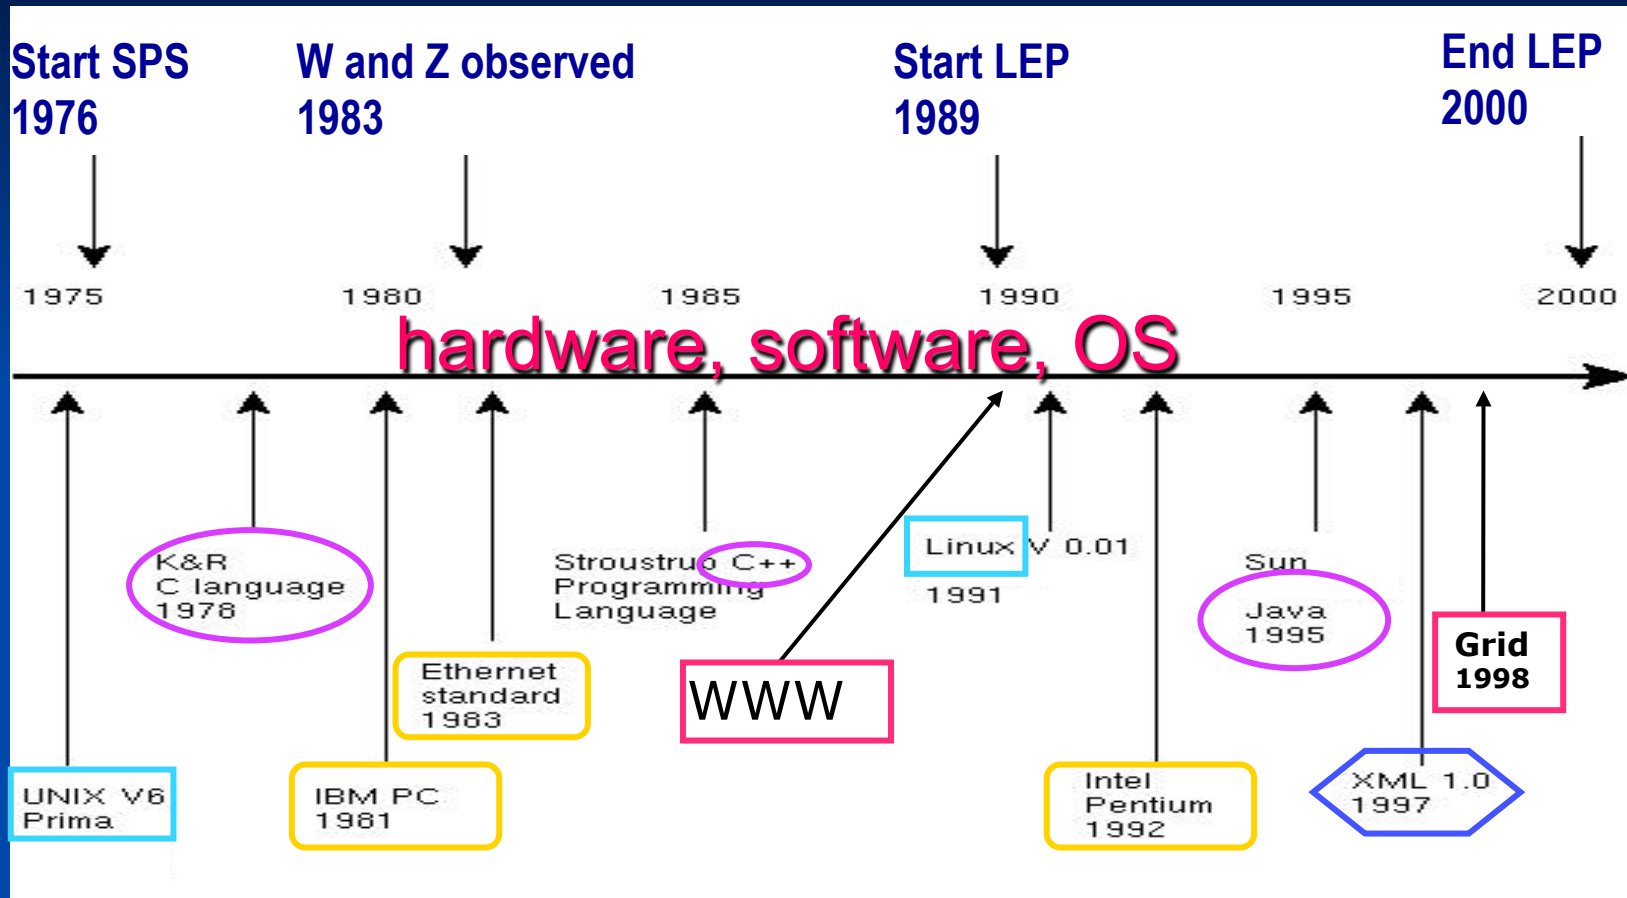 Start SPS
1976
W and Z observed
1983
Start LEP
1989
End LEP
2000
1975
1980
1985
1990
1995
2000
hardware, software, OS
K&R
C language
1978
Stroustrup C++
Programming
Language
Linux V 0.01
1991
Sun
Java
1995
Ethernet
standard
1983
WWW
Grid
1998
UNIX V6
Prima
IBM PC
1981
Intel
Pentium
1992
XML 1.0
1997